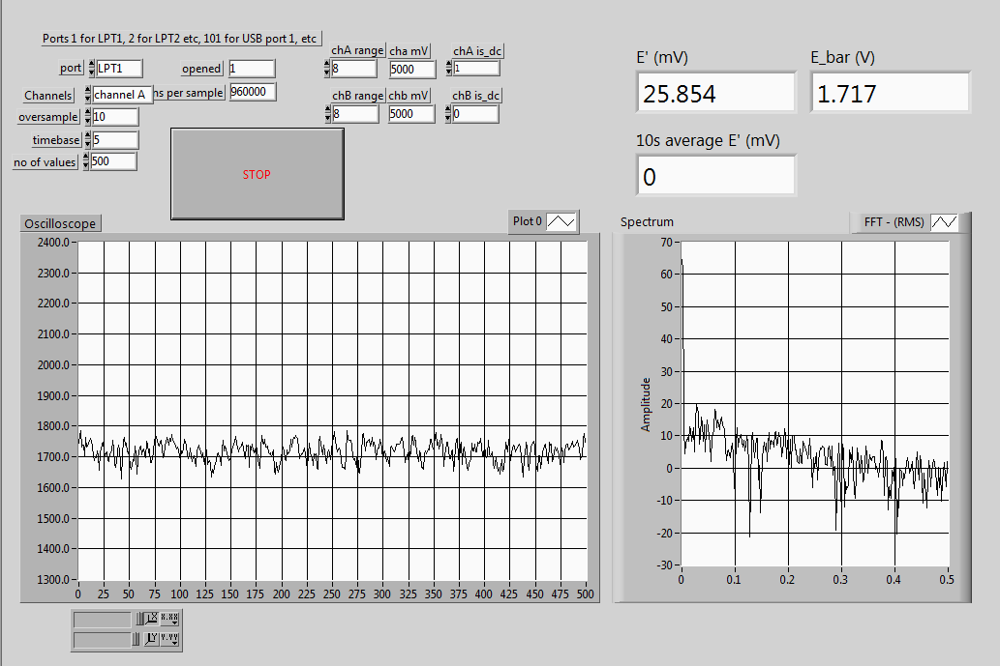 Ports 1 for LPT1, 2 for LPT2 etc, 101 for USB port 1, etc
port LPT1 opened 1
Channels channel A ns per sample 960000
oversample 10
timebase 5
no of values 500
chA range cha mV chA is_dc
8 5000 1
chB range chb mV chB is_dc
8 5000 0
STOP
E' (mV) E_bar (V)
25.854 1.717
10s average E' (mV)
0
Oscilloscope Plot 0
2400.0
2300.0
2200.0
2100.0
2000.0
1900.0
1800.0
1700.0
1600.0
1500.0
1400.0
1300.0
0 25 50 75 100 125 150 175 200 225 250 275 300 325 350 375 400 425 450 475 500
Spectrum FFT - (RMS)
Amplitude
70
60
50
40
30
20
10
0
-10
-20
-30
0 0.1 0.2 0.3 0.4 0.5
X X.XX
Y Y.YY